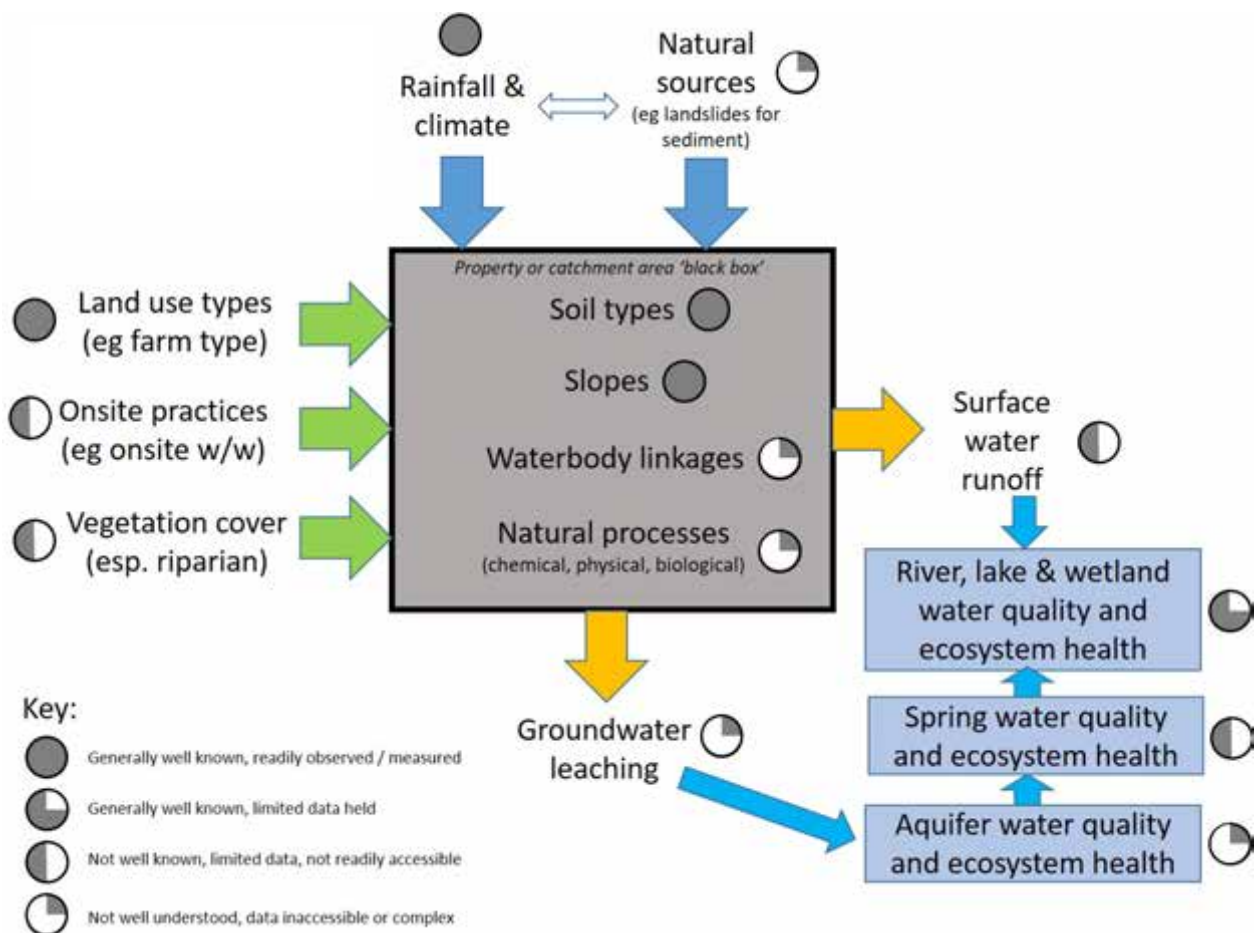 Rainfall &
climate
Natural
sources
(eg landslides for
sediment)
Property or catchment area 'black box'
Soil types
Slopes
Waterbody linkages
Natural processes
(chemical, physical, biological)
Land use types
(eg farm type)
Onsite practices
(eg onsite w/w)
Vegetation cover
(esp. riparian)
Surface
water
runoff
River, lake & wetland
water quality and
ecosystem health
Spring water quality
and ecosystem health
Aquifer water quality
and ecosystem health
Groundwater
leaching
Key:
Generally well known, readily observed / measured
Generally well known, limited data held
Not well known, limited data, not readily accessible
Not well understood, data inaccessible or complex